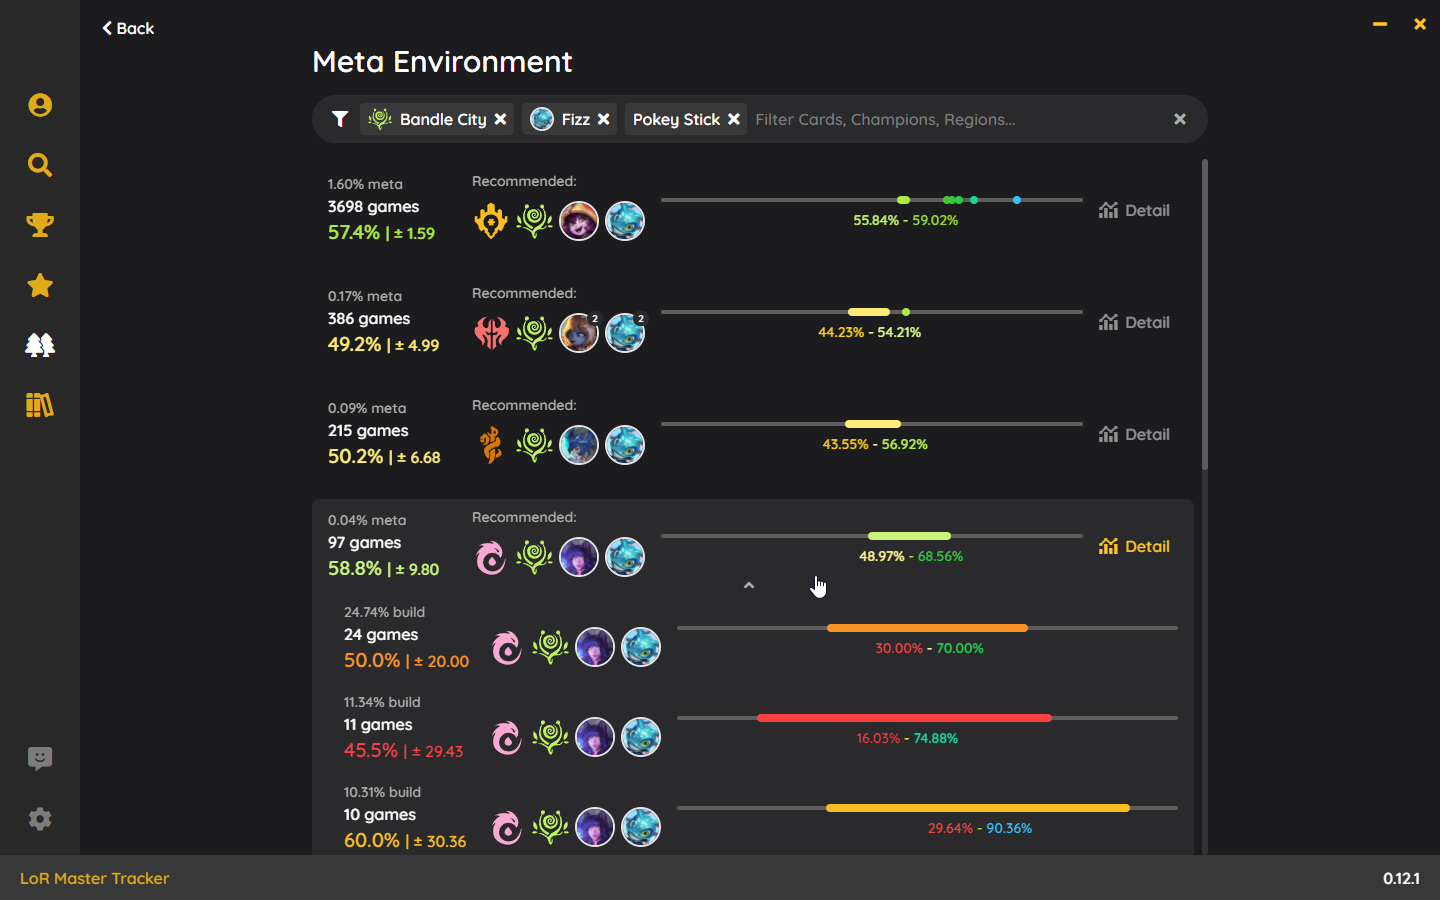 Back
Meta Environment
Bandle City Fizz Pokey Stick Filter Cards, Champions, Regions...
1.60% meta
3698 games
57.4% | ± 1.59
Recommended:
55.84% - 59.02%
Detail
0.17% meta
386 games
49.2% | ± 4.99
Recommended:
2
2
44.23% - 54.21%
Detail
0.09% meta
215 games
50.2% | ± 6.68
Recommended:
43.55% - 56.92%
Detail
0.04% meta
97 games
58.8% | ± 9.80
Recommended:
48.97% - 68.56%
Detail
24.74% build
24 games
50.0% | ± 20.00
30.00% - 70.00%
11.34% build
11 games
45.5% | ± 29.43
16.03% - 74.88%
10.31% build
10 games
60.0% | ± 30.36
29.64% - 90.36%
LoR Master Tracker
0.12.1